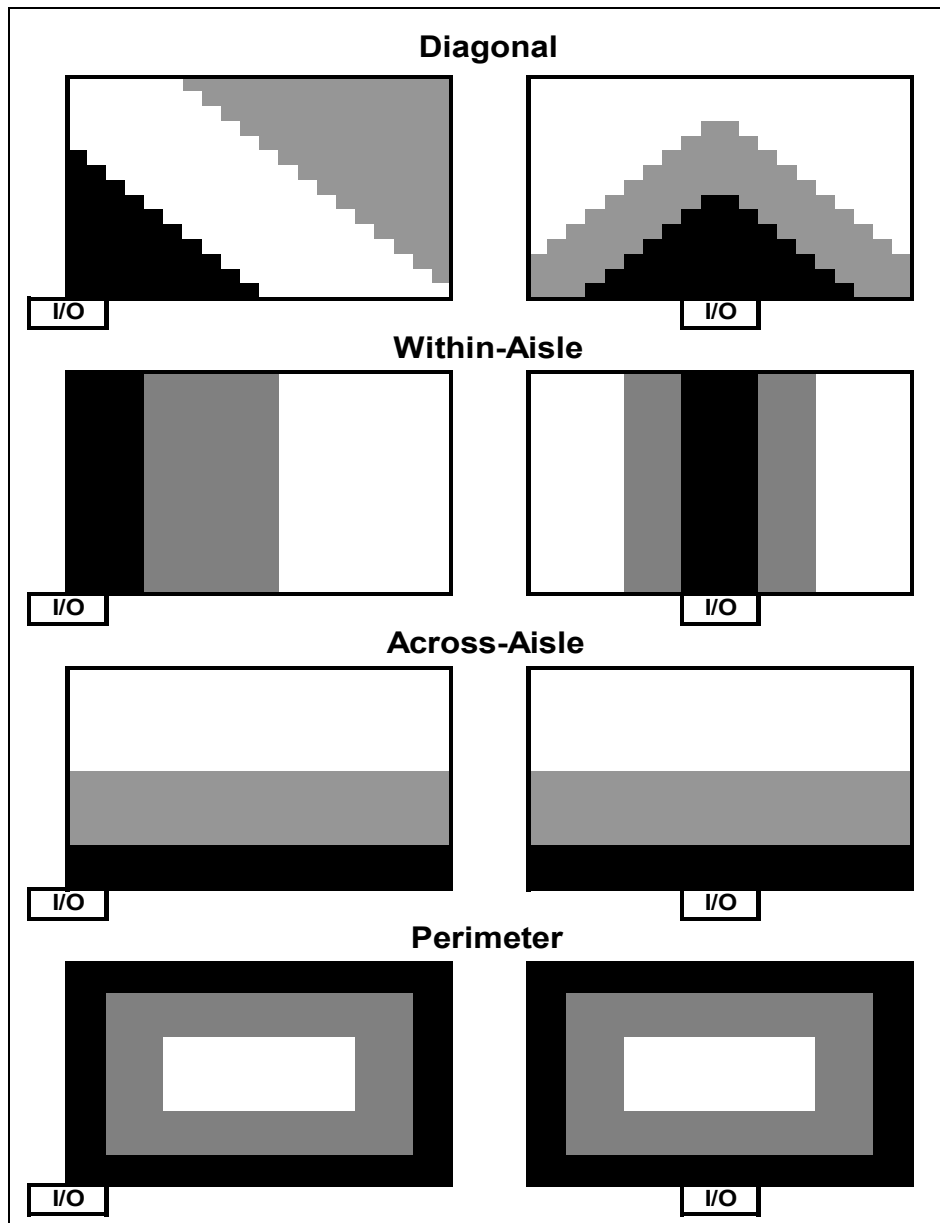 Diagonal
I/O I/O
Within-Aisle
I/O I/O
Across-Aisle
I/O I/O
Perimeter
I/O I/O